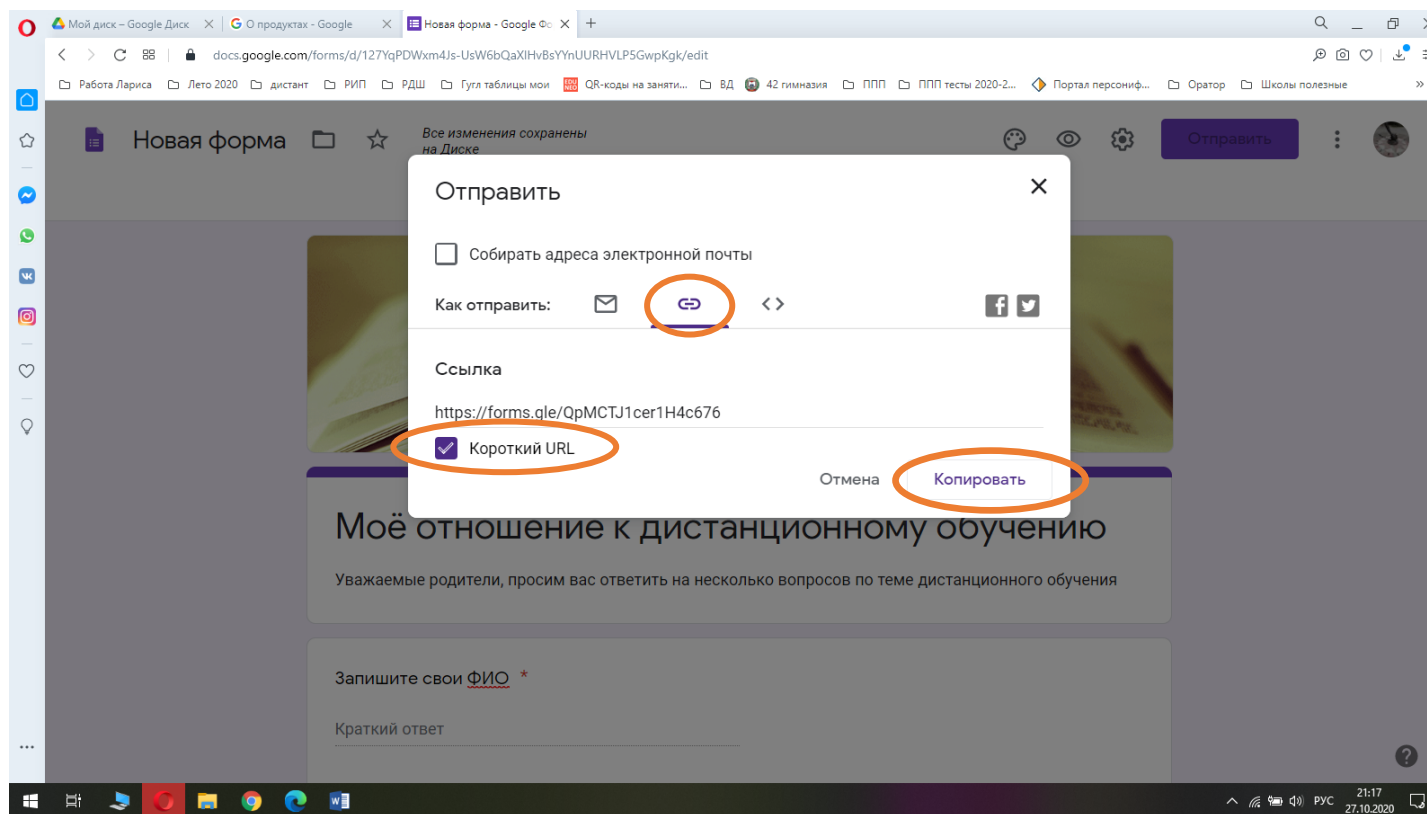 Мой диск – Google Диск
О продуктах - Google
Новая форма - Google Фо
docs.google.com/forms/d/127YqPDWxm4Js-UsW6bQaXIHvBsYYnUURHVLP5GwpKgk/edit
Работа Лариса Лето 2020 дистант РИП РДШ Гугл таблицы мои QR-коды на заняти... ВД 42 гимназия ППП ППП тесты 2020-2... Портал персониф... Оратор Школы полезные
Новая форма
Все изменения сохранены
на Диске
Отправить
Отправить
Собирать адреса электронной почты
Как отправить:
Ссылка
https://forms.gle/QpMCTJ1cer1H4c676
Короткий URL
Отмена Копировать
Моё отношение к дистанционному обучению
Уважаемые родители, просим вас ответить на несколько вопросов по теме дистанционного обучения
Запишите свои ФИО *
Краткий ответ
РУС
21:17
27.10.2020